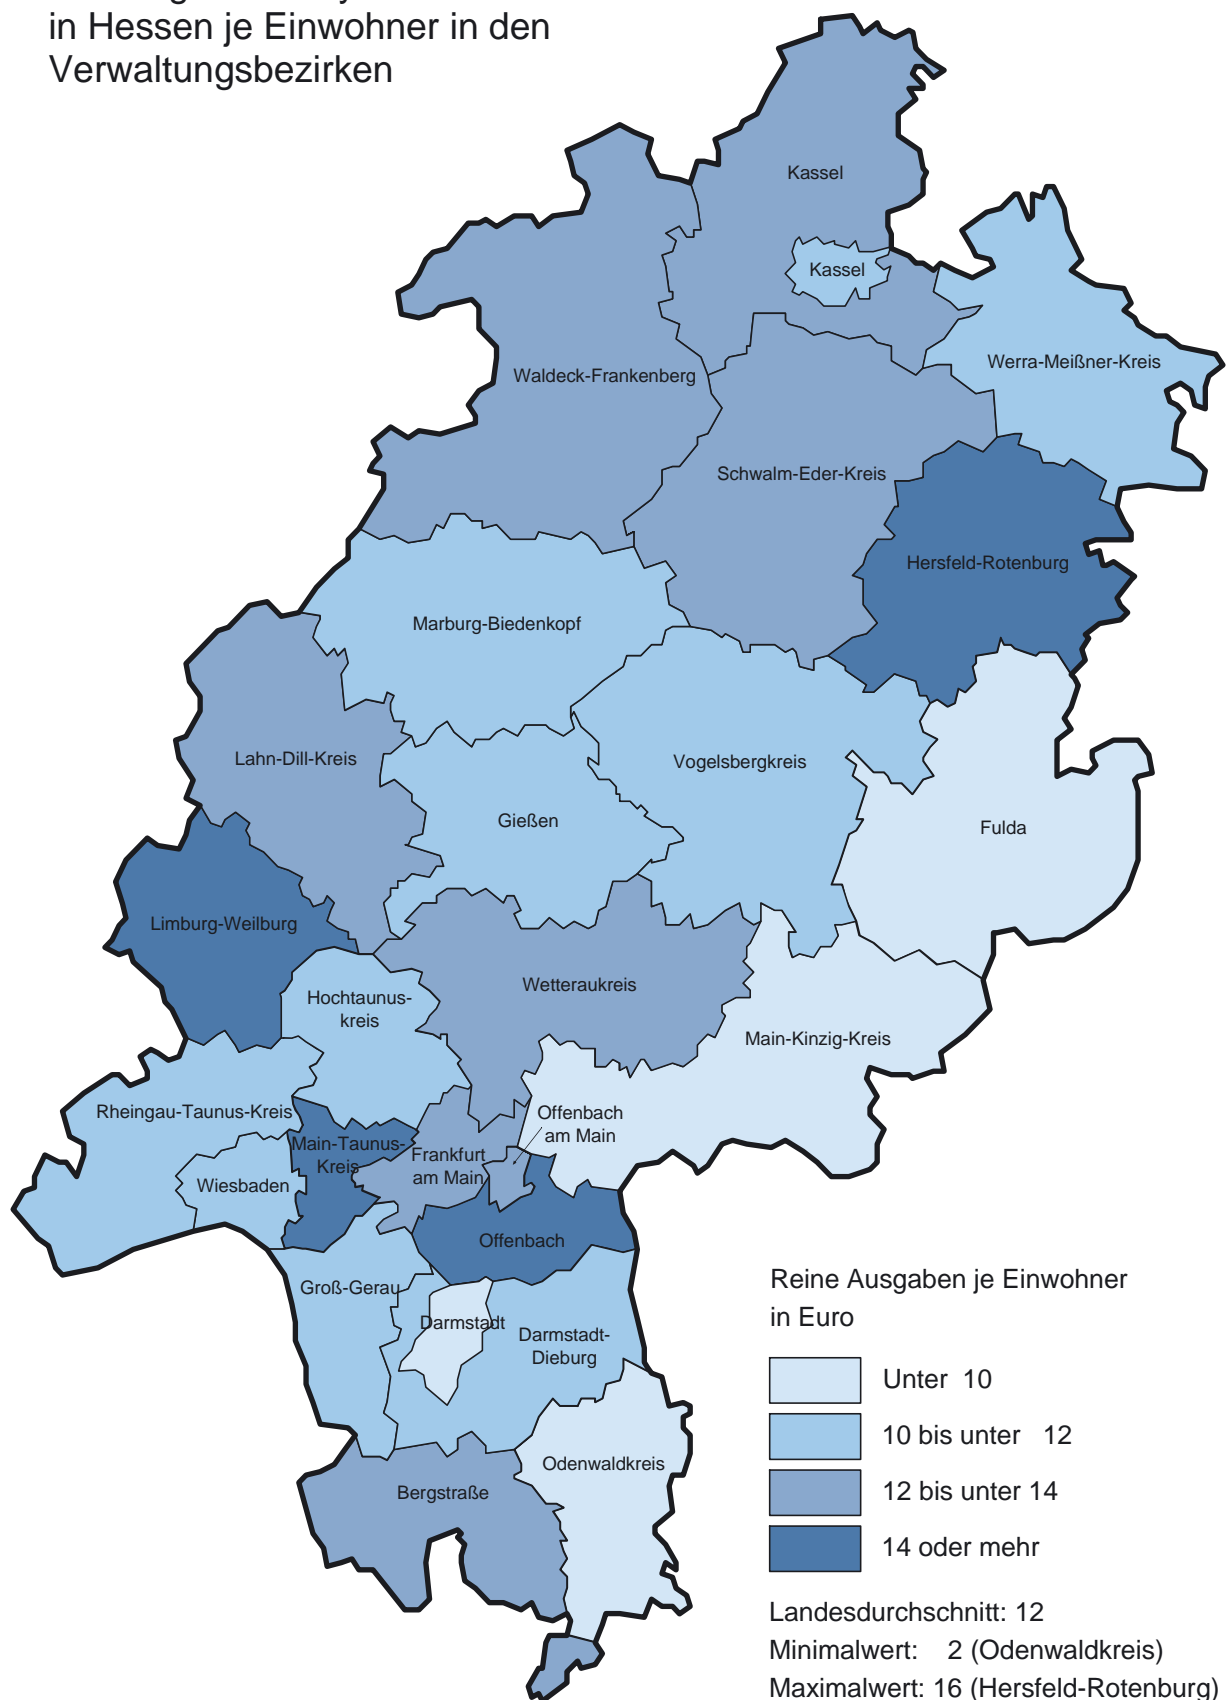 in Hessen je Einwohner in den
Verwaltungsbezirken
Kassel
Kassel
Werra-Meißner-Kreis
Waldeck-Frankenberg
Schwalm-Eder-Kreis
Hersfeld-Rotenburg
Marburg-Biedenkopf
Lahn-Dill-Kreis
Vogelsbergkreis
Gießen
Fulda
Limburg-Weilburg
Wetteraukreis
Hochtaunus-
kreis
Main-Kinzig-Kreis
Rheingau-Taunus-Kreis
Offenbach
am Main
Main-Taunus-
Kreis
Frankfurt
am Main
Wiesbaden
Offenbach
Groß-Gerau
Darmstadt
Darmstadt-
Dieburg
Odenwaldkreis
Bergstraße
Reine Ausgaben je Einwohner
in Euro
Unter 10
10 bis unter 12
12 bis unter 14
14 oder mehr
Landesdurchschnitt: 12
Minimalwert: 2 (Odenwaldkreis)
Maximalwert: 16 (Hersfeld-Rotenburg)